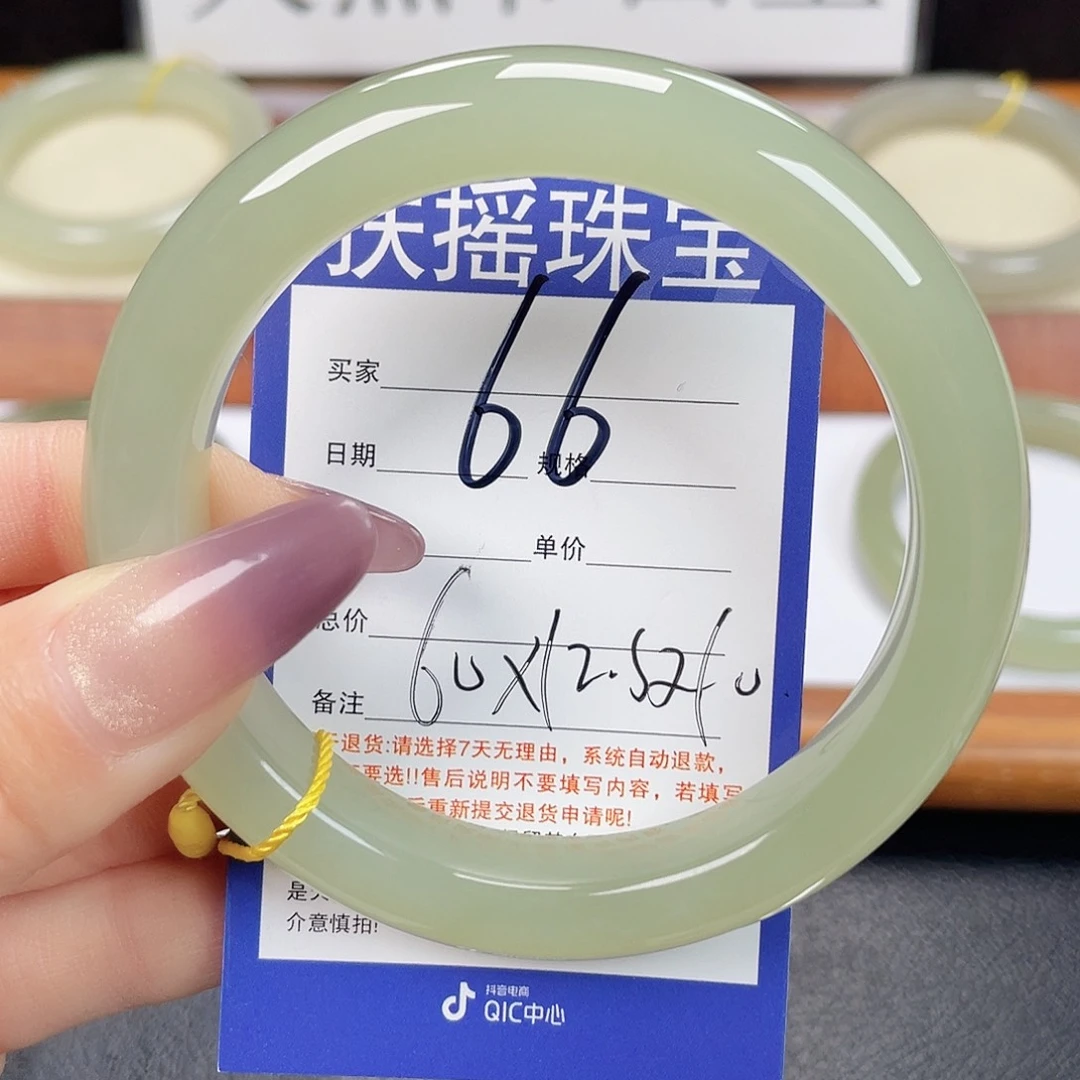 扶摇珠宝
66
买家
日期 规格
单价
总价
备注 60X12.5X10
退货:请选择7天无理由，系统自动退款，
要选!!售后说明不要填写内容，若填写
重新提交退货申请呢!
是
介意慎拍!
抖音电商
QIC中心